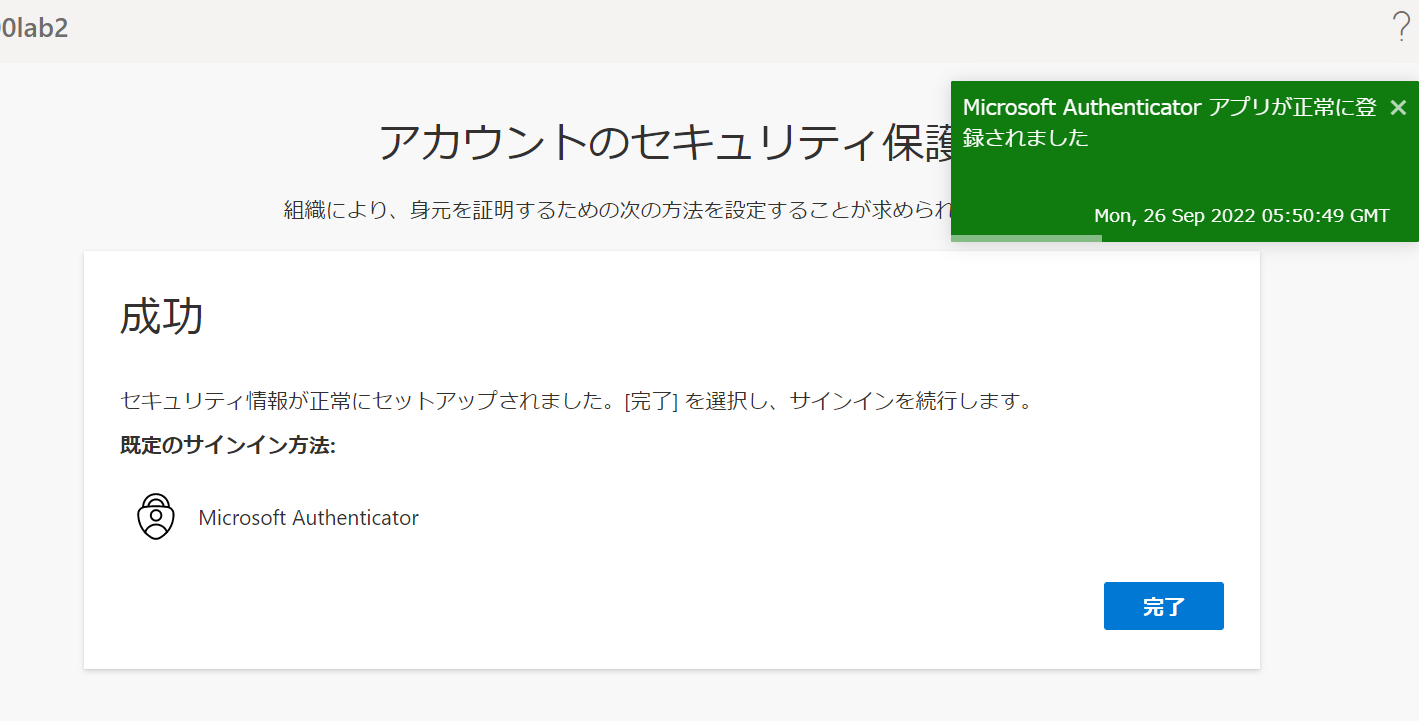 0lab2
?
Microsoft Authenticator アプリが正常に登
録されました
Mon, 26 Sep 2022 05:50:49 GMT
アカウントのセキュリティ保護
組織により、身元を証明するための次の方法を設定することが求められ
成功
セキュリティ情報が正常にセットアップされました。[完了] を選択し、サインインを続行します。
既定のサインイン方法:
Microsoft Authenticator
完了